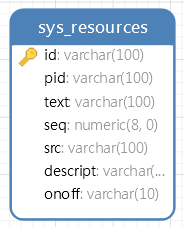 sys_resources
id: varchar(100)
pid: varchar(100)
text: varchar(100)
seq: numeric(8, 0)
src: varchar(100)
descript: varchar(...
onoff: varchar(10)